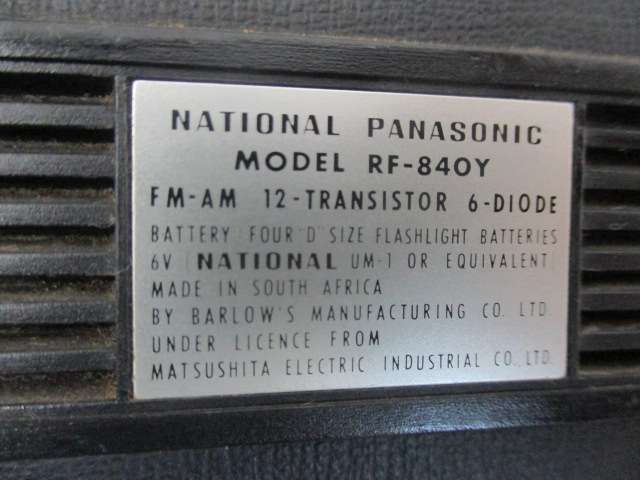 NATIONAL PANASONIC
MODEL RF-840Y
FM-AM 12-TRANSISTOR 6-DIODE
BATTERY: FOUR "D" SIZE FLASHLIGHT BATTERIES
6V (NATIONAL UM-1 OR EQUIVALENT)
MADE IN SOUTH AFRICA
BY BARLOW'S MANUFACTURING CO. LTD.
UNDER LICENCE FROM
MATSUSHITA ELECTRIC INDUSTRIAL CO., LTD.